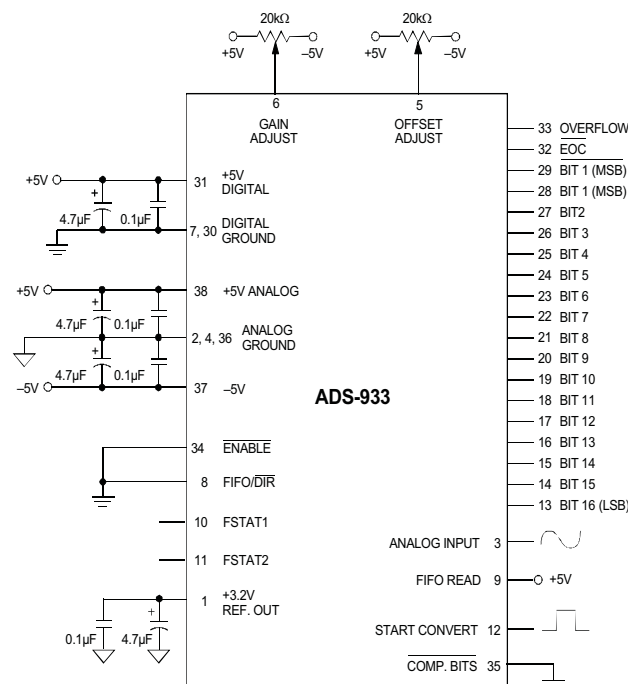 20kΩ 20kΩ
+5V –5V +5V –5V
6 5
GAIN ADJUST
OFFSET ADJUST
+5V 31 +5V DIGITAL
4.7µF 0.1µF
+
7, 30 DIGITAL GROUND
+5V 38 +5V ANALOG
+
4.7µF 0.1µF
2, 4, 36 ANALOG GROUND
+
4.7µF 0.1µF
–5V 37 –5V
ADS-933
34 ENABLE
8 FIFO/DIR
10 FSTAT1
11 FSTAT2
1 +3.2V REF. OUT
+
0.1µF 4.7µF
33 OVERFLOW
32 EOC
29 BIT 1 (MSB)
28 BIT 1 (MSB)
27 BIT2
26 BIT 3
25 BIT 4
24 BIT 5
23 BIT 6
22 BIT 7
21 BIT 8
20 BIT 9
19 BIT 10
18 BIT 11
17 BIT 12
16 BIT 13
15 BIT 14
14 BIT 15
13 BIT 16 (LSB)
ANALOG INPUT 3
FIFO READ 9 +5V
START CONVERT 12
COMP. BITS 35